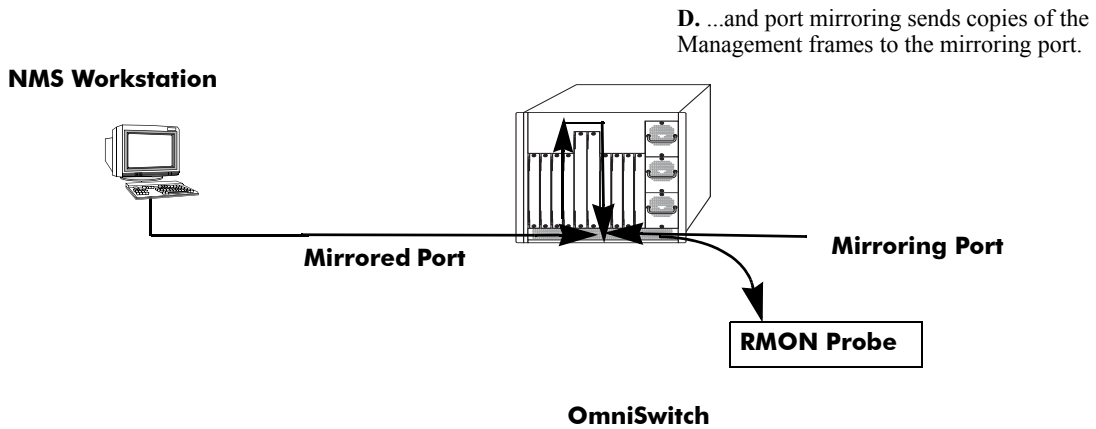 D. ...and port mirroring sends copies of the
Management frames to the mirroring port.
NMS Workstation
Mirrored Port
Mirroring Port
RMON Probe
OmniSwitch